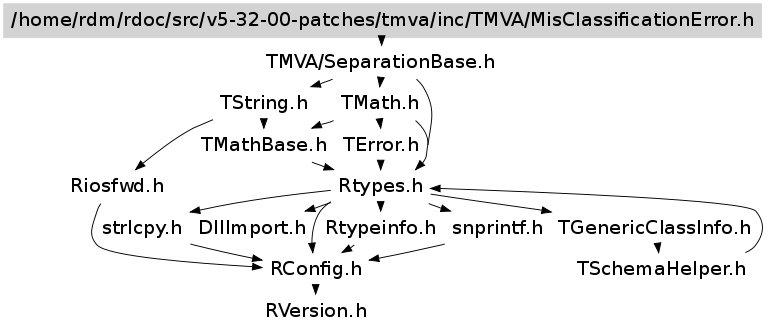 /home/rdm/rdoc/src/v5-32-00-patches/tmva/inc/TMVA/MisClassificationError.h
TMVA/SeparationBase.h
TString.h TMath.h
TMathBase.h TError.h
Riosfwd.h Rtypes.h
strlcpy.h DllImport.h Rtypeinfo.h snprintf.h TGenericClassInfo.h
RConfig.h TSchemaHelper.h
RVersion.h